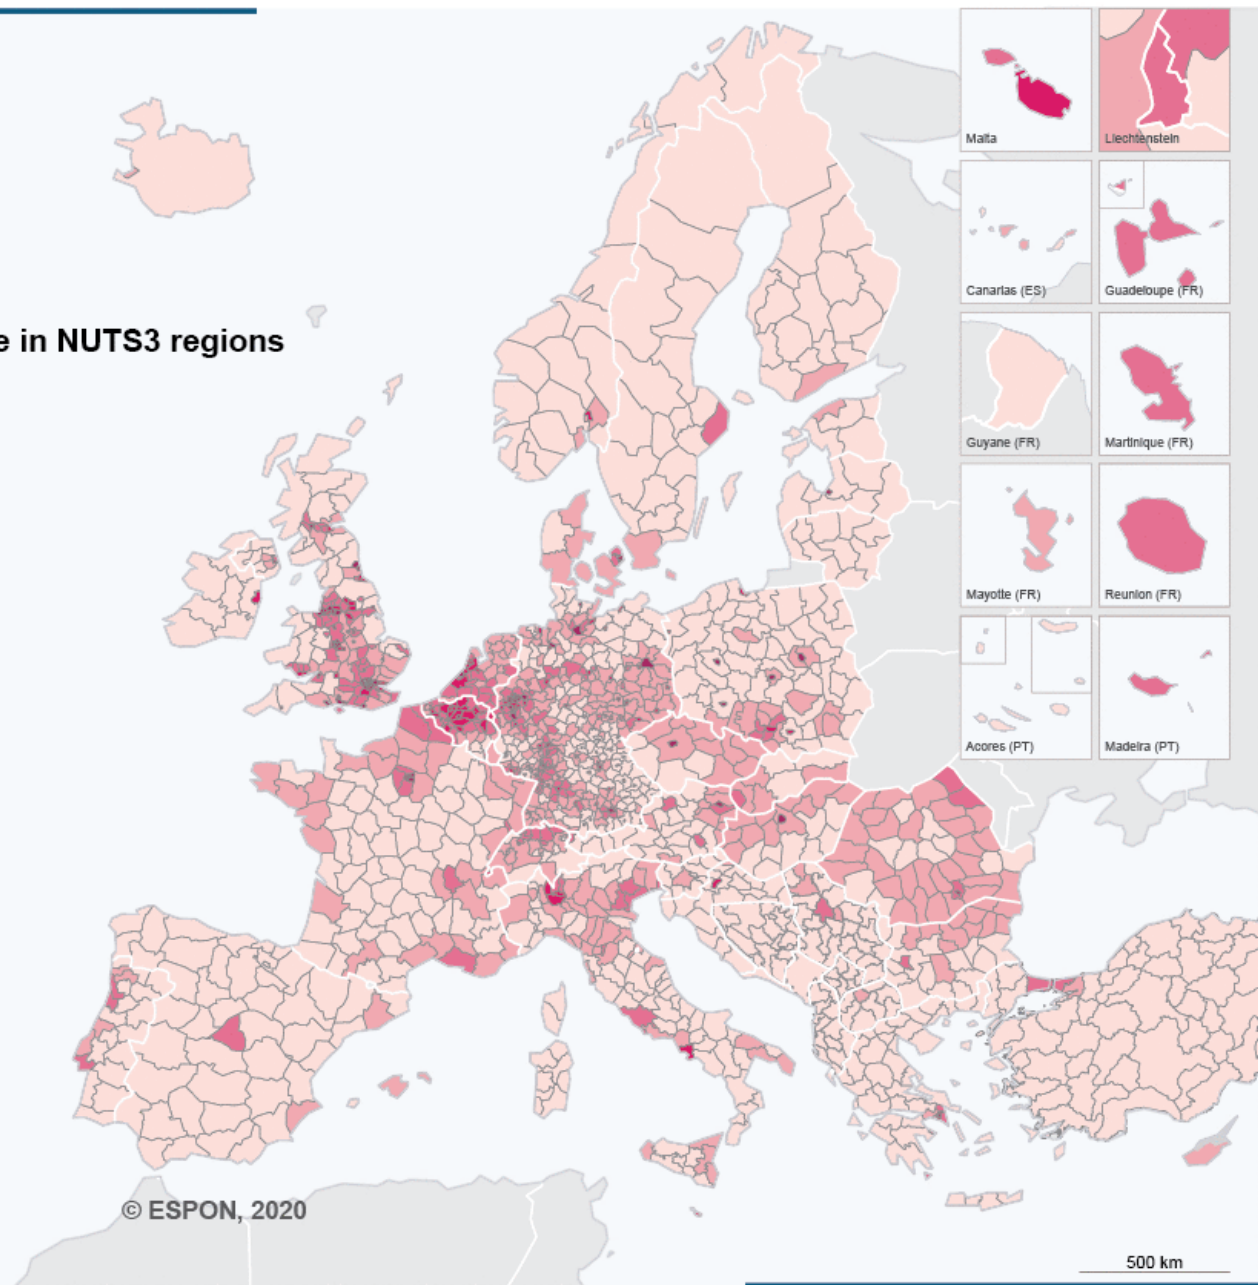 e in NUTS3 regions
Malta
Liechtenstein
Canarias (ES)
Guadeloupe (FR)
Guyane (FR)
Martinique (FR)
Mayotte (FR)
Reunion (FR)
Acores (PT)
Madeira (PT)
© ESPON, 2020
500 km